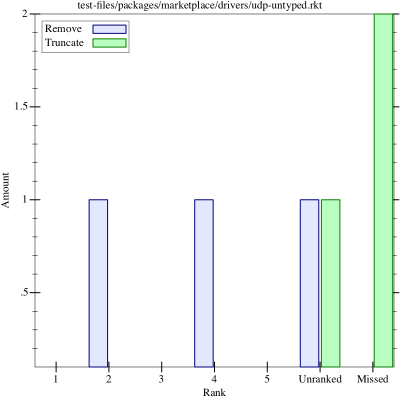 test-files/packages/marketplace/drivers/udp-untyped.rkt
Remove
Truncate
2
1.5
1
.5
Amount
1 2 3 4 5 Unranked Missed
Rank